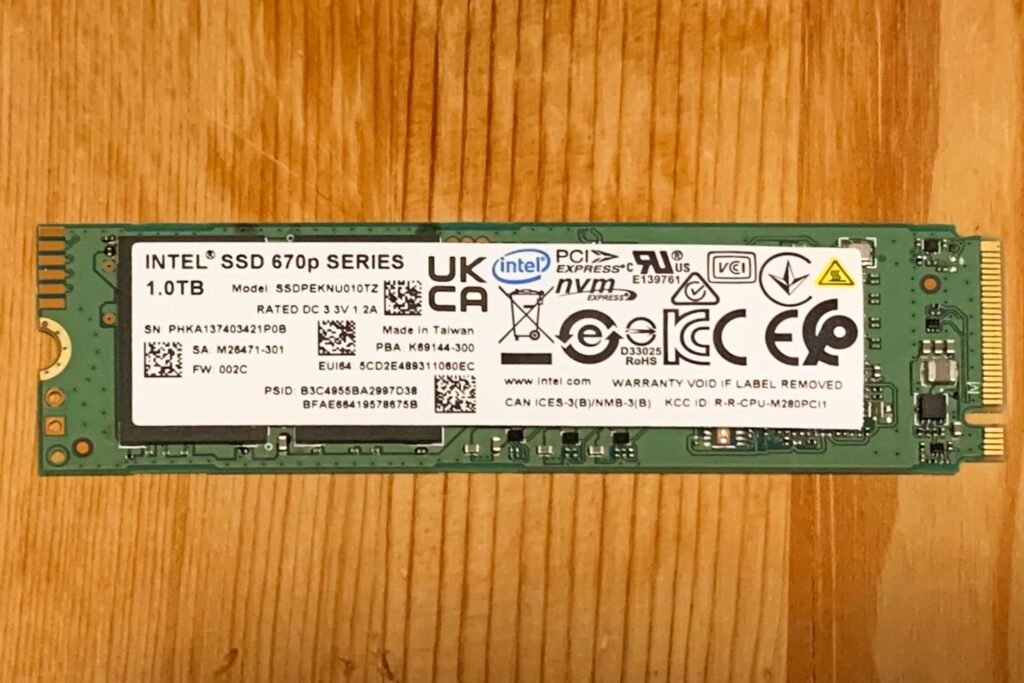 INTEL® SSD 670p SERIES
1.0TB
Model: SSDPEKNU010TZ
RATED DC 3.3V 1.2A
SN: PHKA137403421P0B
Made in Taiwan
SA: M26471-301
PBA: K69144-300
FW: 002C
EUI64: 5CD2E489311060EC
PSID: B3C4955BA2997D38
BFAE66419578675B
UK
CA
intel®
PCI
EXPRESS®
nvm
EXPRESS
c UL® US
E139761
VCI
D33025
RoHS
KC
CE
www.intel.com
WARRANTY VOID IF LABEL REMOVED
CAN ICES-3(B)/NMB-3(B)
KCC ID: R-R-CPU-M280PCI1
M